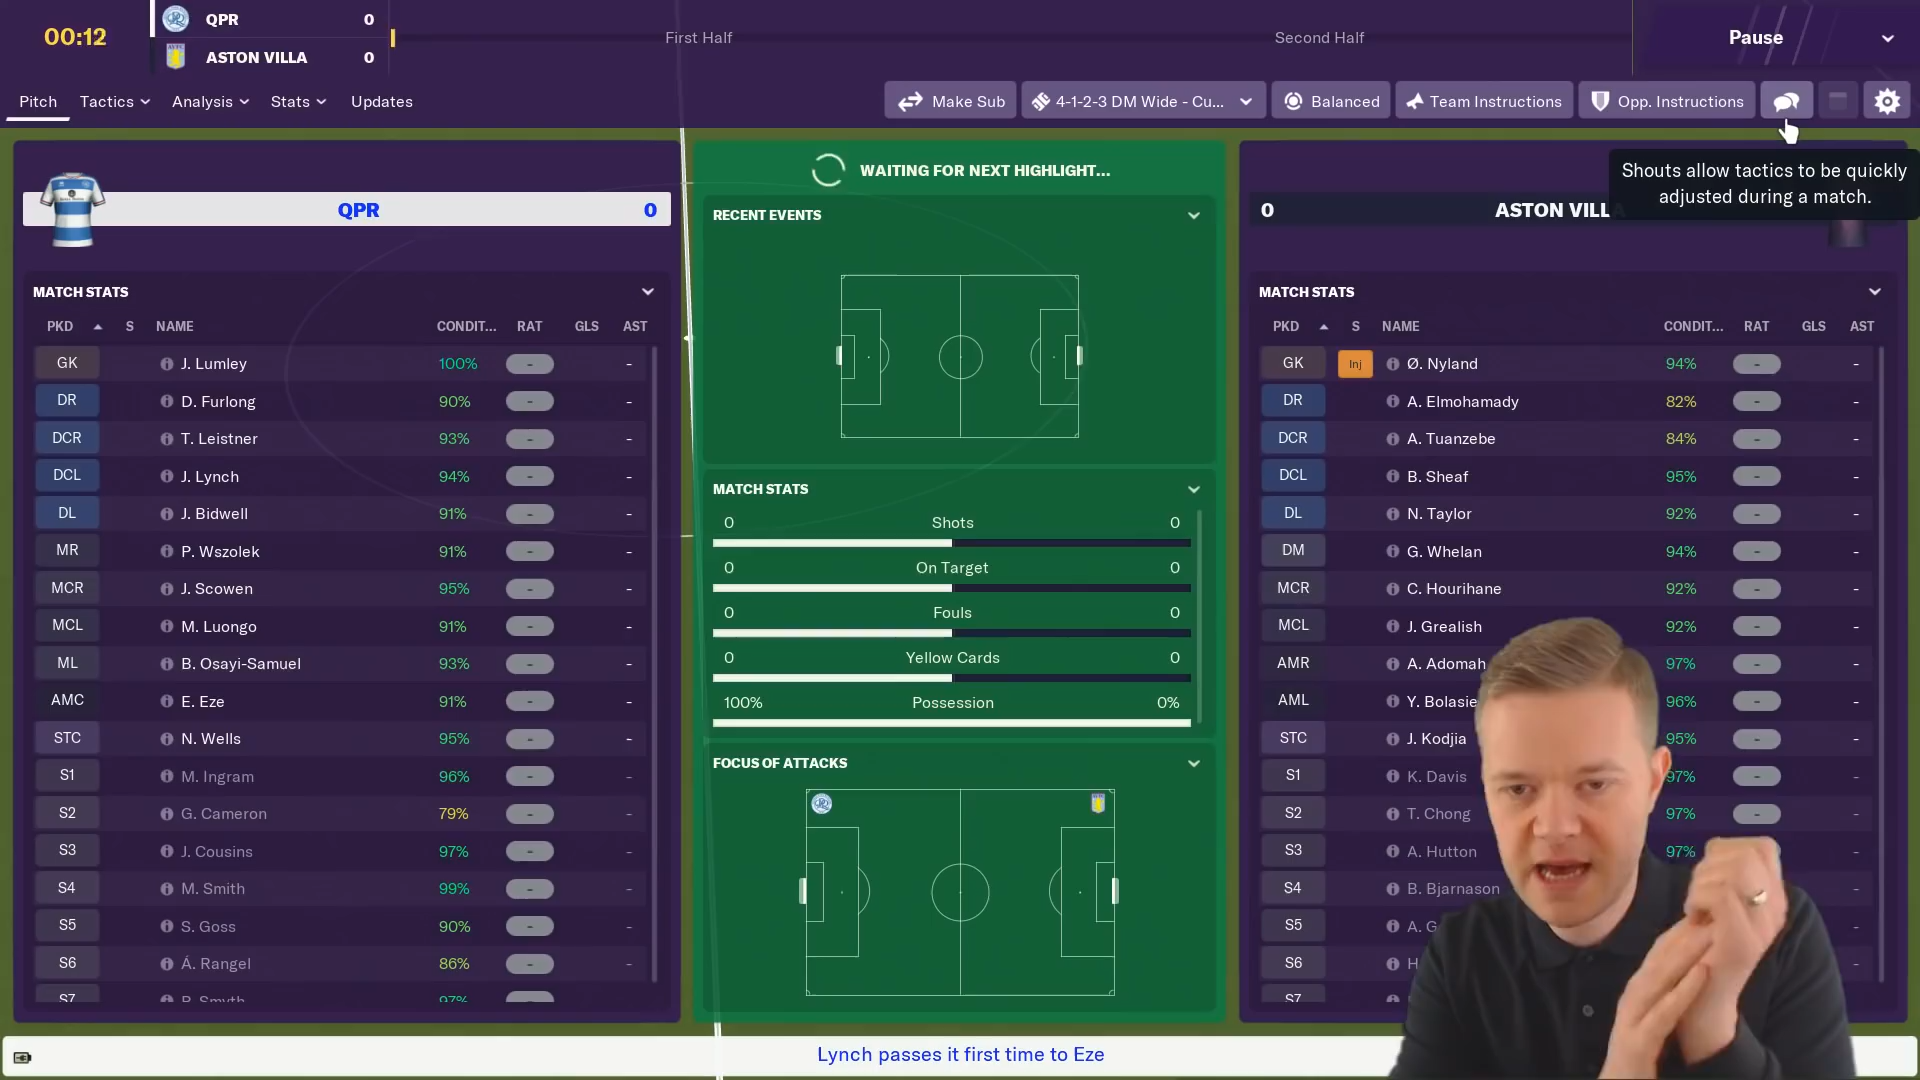 00:12
QPR 0
ASTON VILLA 0
First Half
Second Half
Pause
Pitch
Tactics
Analysis
Stats
Updates
Make Sub
4-1-2-3 DM Wide - Cu...
Balanced
Team Instructions
Opp. Instructions
Shouts allow tactics to be quickly
adjusted during a match.
QPR 0
MATCH STATS
PKD S NAME CONDIT... RAT GLS AST
GK J. Lumley 100% - -
DR D. Furlong 90% - -
DCR T. Leistner 93% - -
DCL J. Lynch 94% - -
DL J. Bidwell 91% - -
MR P. Wszolek 91% - -
MCR J. Scowen 95% - -
MCL M. Luongo 91% - -
ML B. Osayi-Samuel 93% - -
AMC E. Eze 91% - -
STC N. Wells 95% - -
S1 M. Ingram 96% - -
S2 G. Cameron 79% - -
S3 J. Cousins 97% - -
S4 M. Smith 99% - -
S5 S. Goss 90% - -
S6 Á. Rangel 86% - -
S7 P. Smyth 97%
WAITING FOR NEXT HIGHLIGHT...
RECENT EVENTS
MATCH STATS
0 Shots 0
0 On Target 0
0 Fouls 0
0 Yellow Cards 0
100% Possession 0%
FOCUS OF ATTACKS
0 ASTON VILL
MATCH STATS
PKD S NAME CONDIT... RAT GLS AST
GK Inj Ø. Nyland 94% - -
DR A. Elmohamady 82% - -
DCR A. Tuanzebe 84% - -
DCL B. Sheaf 95% - -
DL N. Taylor 92% - -
DM G. Whelan 94% - -
MCR C. Hourihane 92% - -
MCL J. Grealish 92% - -
AMR A. Adomah 97% - -
AML Y. Bolasie 96% - -
STC J. Kodjia 95% - -
S1 K. Davis 97% - -
S2 T. Chong 97% - -
S3 A. Hutton 97% -
S4 B. Bjarnason -
S5 A. G -
S6 H -
S7
Lynch passes it first time to Eze